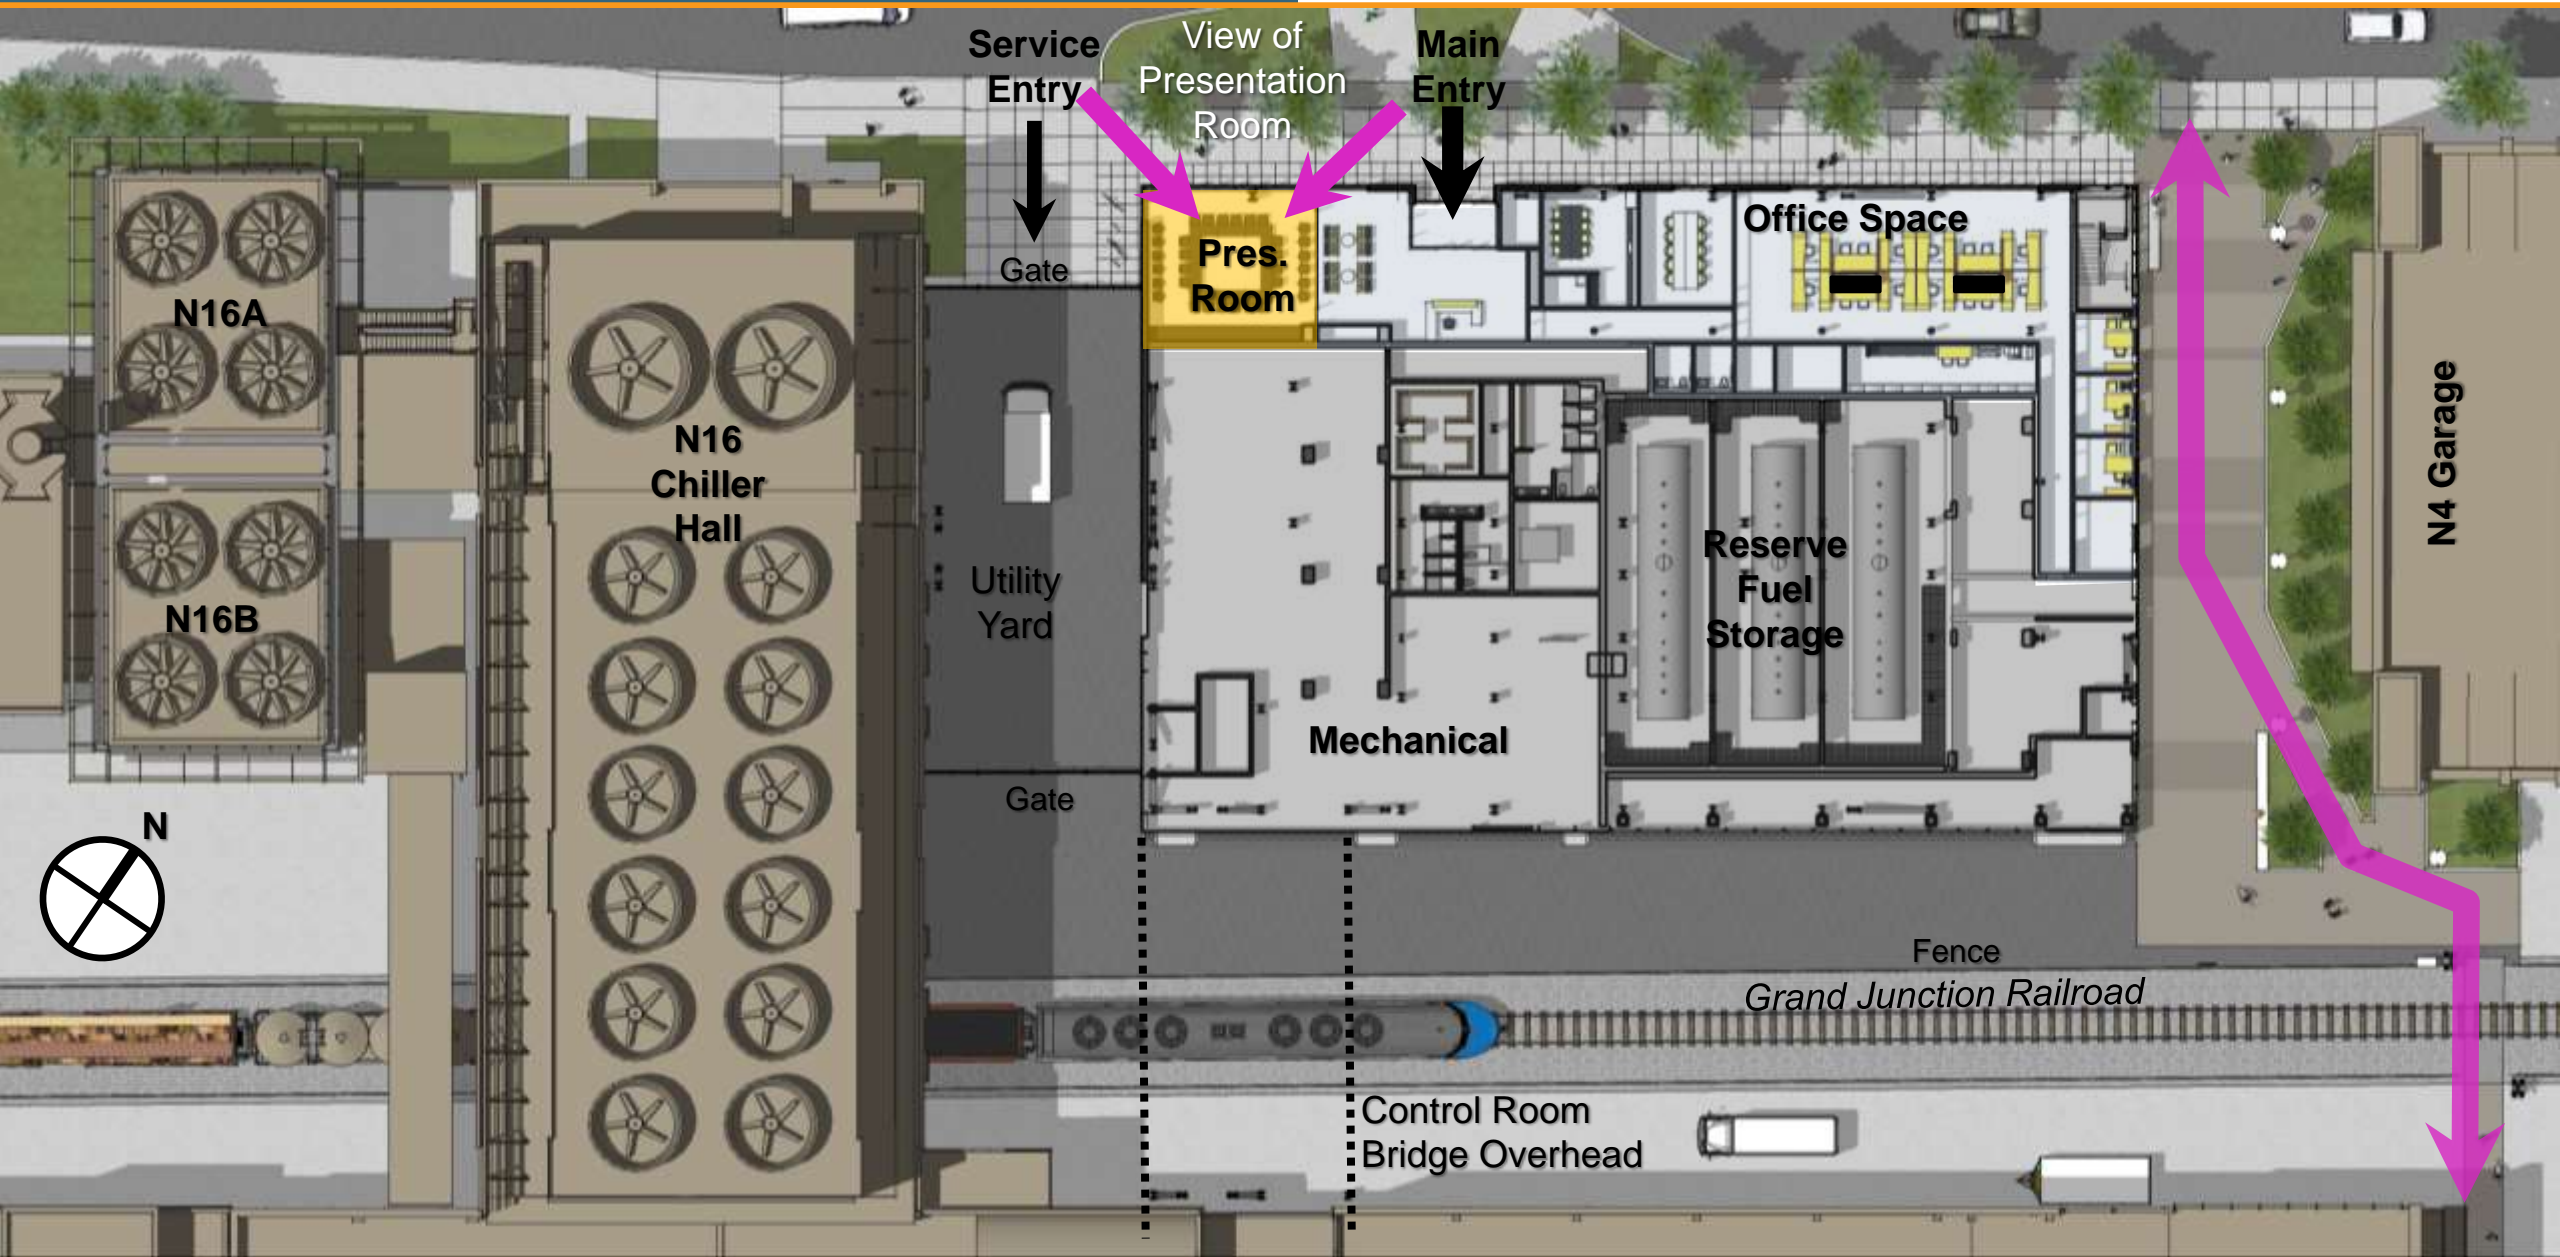 Service
Entry
View of
Presentation
Room
Main
Entry
Gate
Pres.
Room
Office Space
N16A
N16
Chiller
Hall
N4 Garage
Utility
Yard
Reserve
Fuel
Storage
N16B
Mechanical
Gate
N
Fence
Grand Junction Railroad
Control Room
Bridge Overhead